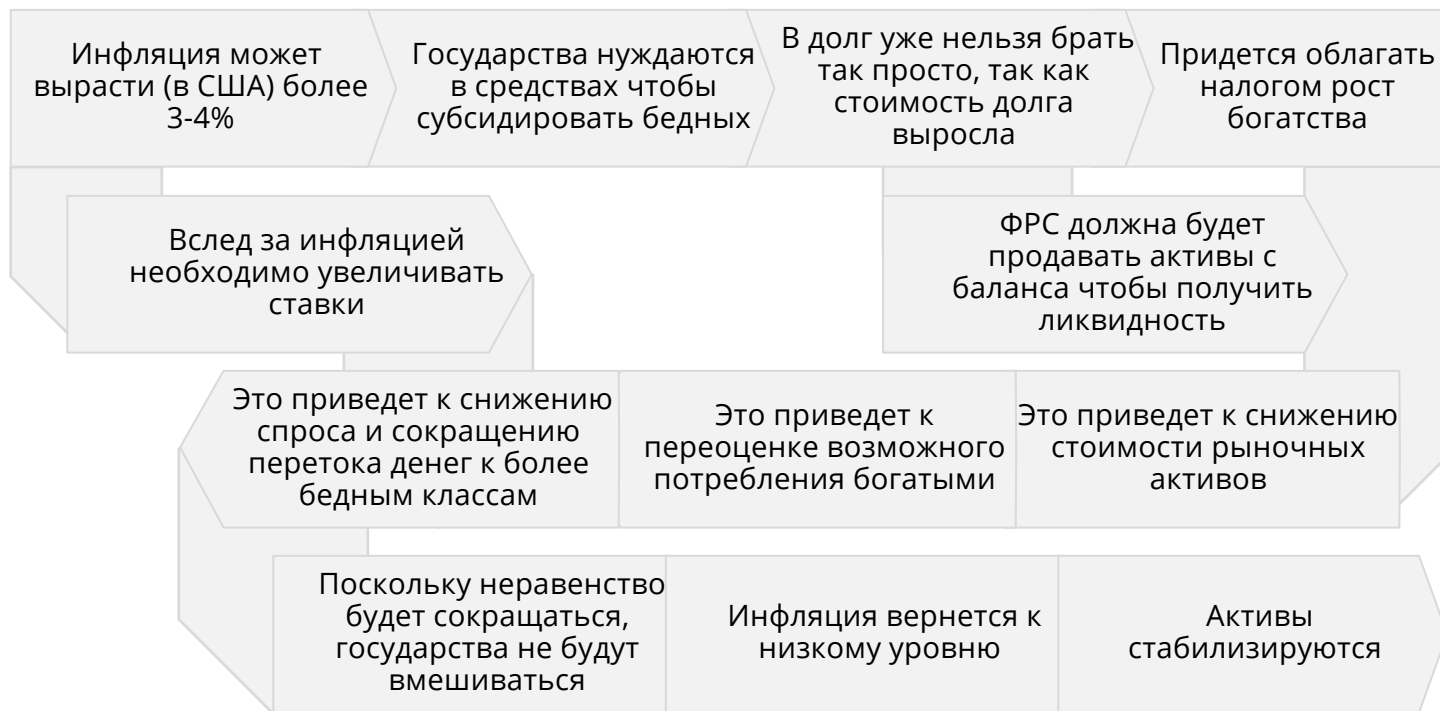 Инфляция может
вырасти (в США) более
3-4%
Государства нуждаются
в средствах чтобы
субсидировать бедных
В долг уже нельзя брать
так просто, так как
стоимость долга
выросла
Придется облагать
налогом рост
богатства
Вслед за инфляцией
необходимо увеличивать
ставки
ФРС должна будет
продавать активы с
баланса чтобы получить
ликвидность
Это приведет к снижению
спроса и сокращению
перетока денег к более
бедным классам
Это приведет к
переоценке возможного
потребления богатыми
Это приведет к снижению
стоимости рыночных
активов
Поскольку неравенство
будет сокращаться,
государства не будут
вмешиваться
Инфляция вернется к
низкому уровню
Активы
стабилизируются